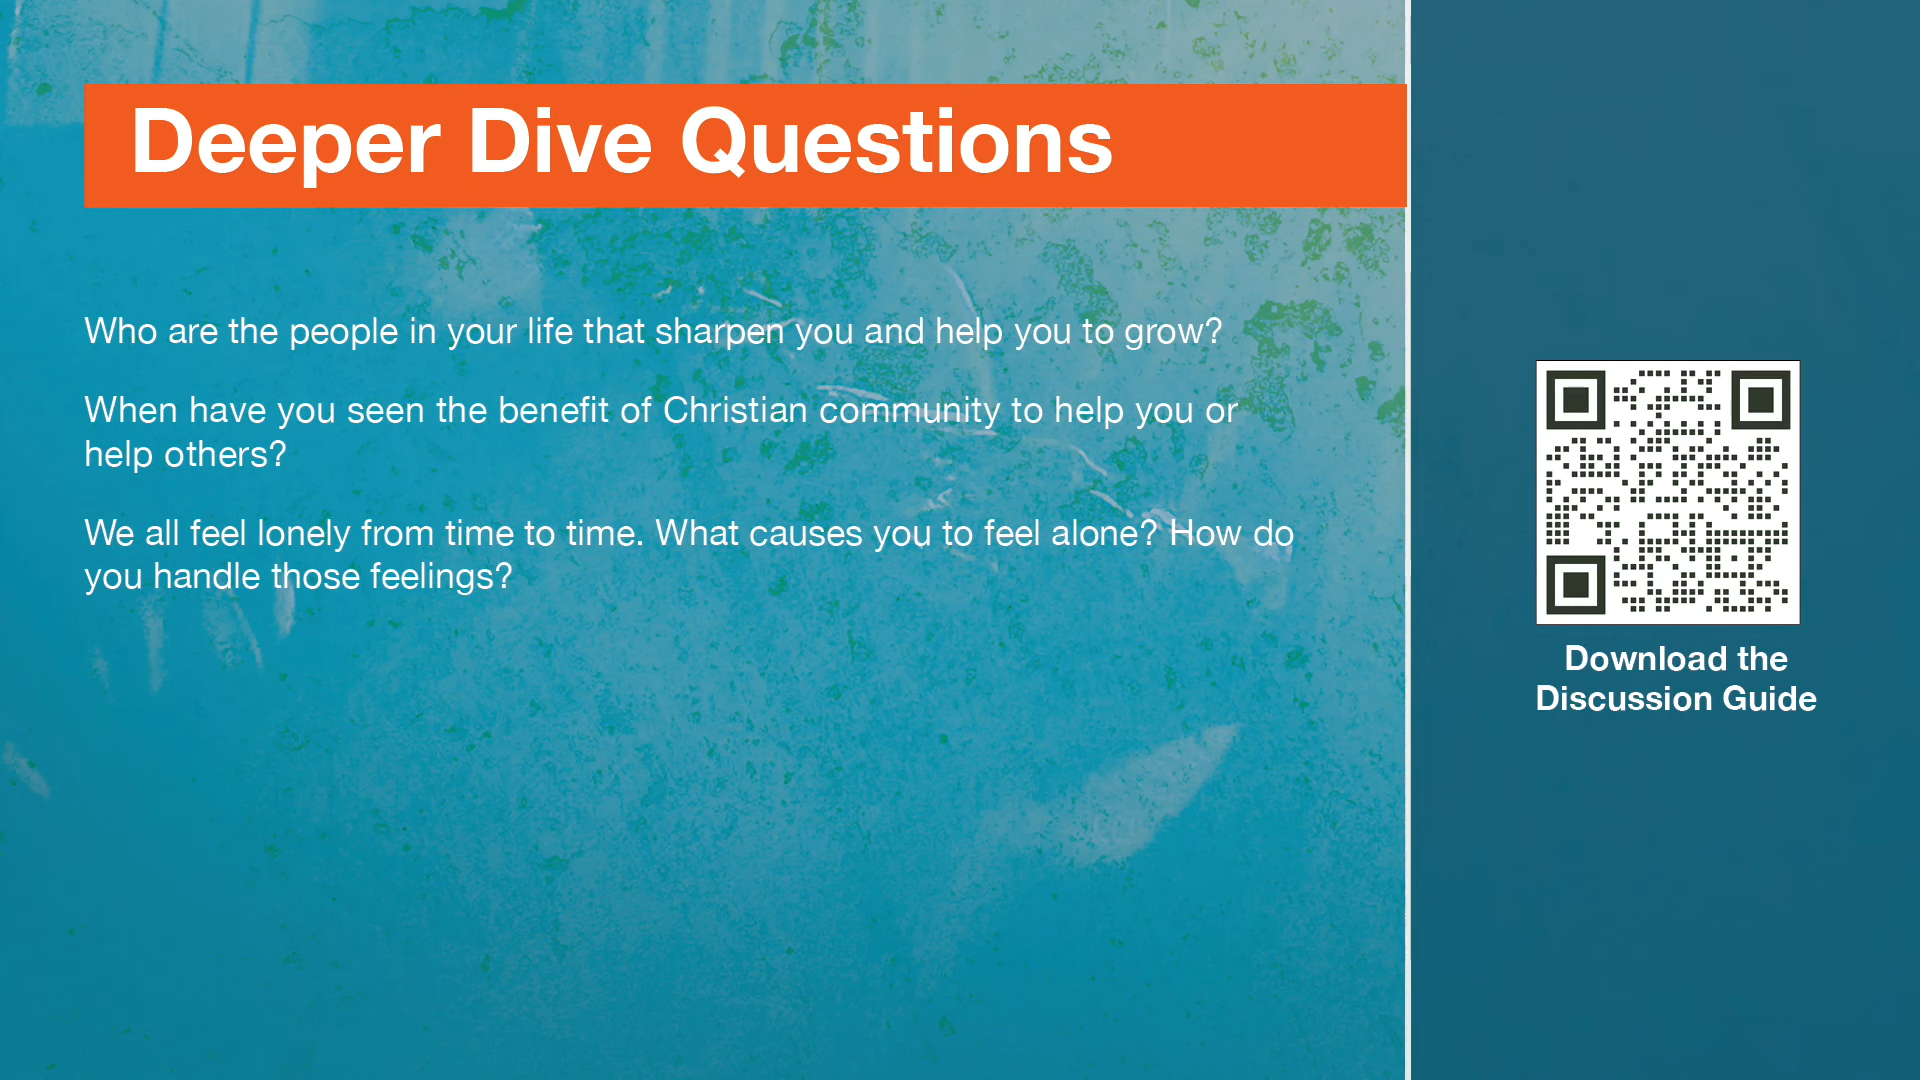 Deeper Dive Questions
Who are the people in your life that sharpen you and help you to grow?
When have you seen the benefit of Christian community to help you or
help others?
We all feel lonely from time to time. What causes you to feel alone? How do
you handle those feelings?
Download the
Discussion Guide